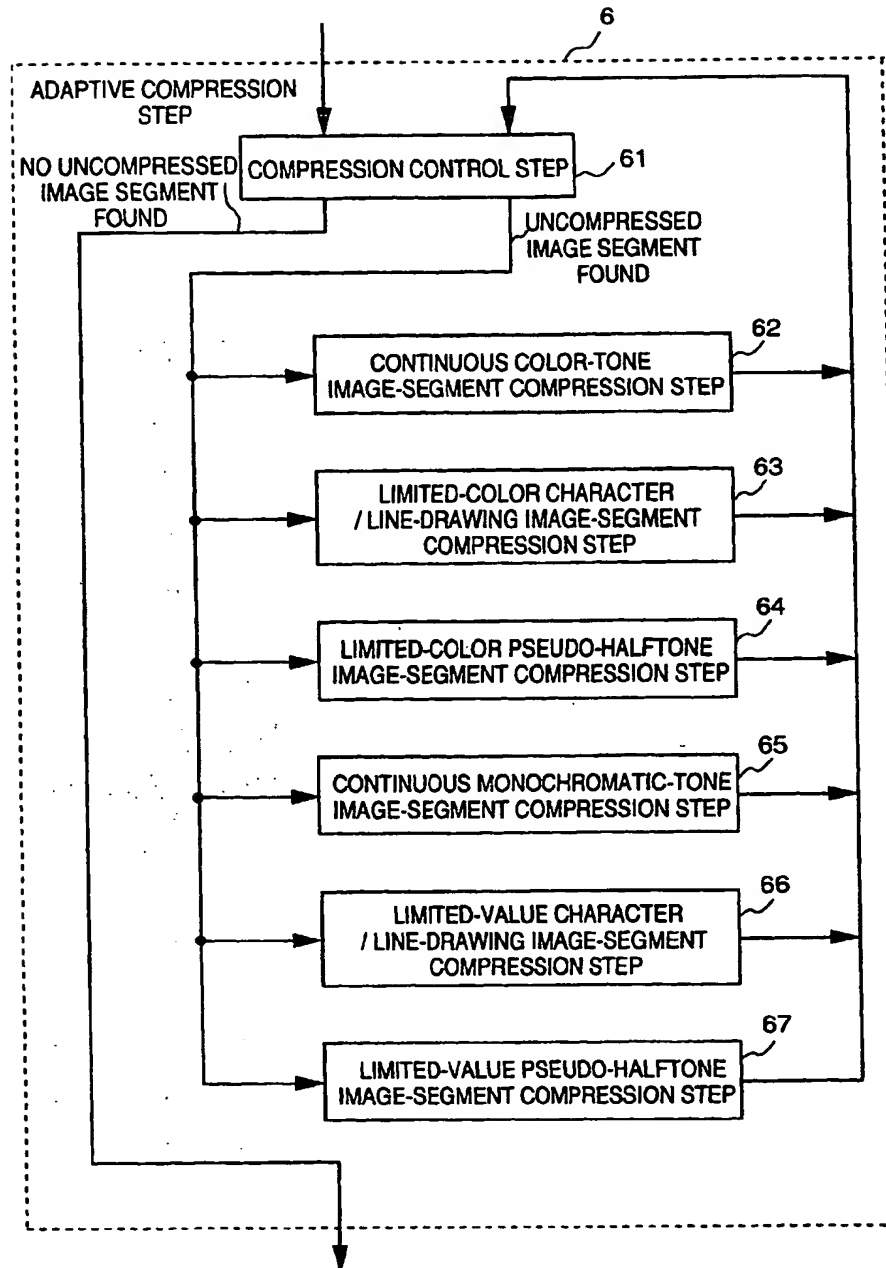 6
ADAPTIVE COMPRESSION
STEP
NO UNCOMPRESSED
IMAGE SEGMENT
FOUND
COMPRESSION CONTROL STEP
61
UNCOMPRESSED
IMAGE SEGMENT
FOUND
62
CONTINUOUS COLOR-TONE
IMAGE-SEGMENT COMPRESSION STEP
63
LIMITED-COLOR CHARACTER
/ LINE-DRAWING IMAGE-SEGMENT
COMPRESSION STEP
64
LIMITED-COLOR PSEUDO-HALFTONE
IMAGE-SEGMENT COMPRESSION STEP
65
CONTINUOUS MONOCHROMATIC-TONE
IMAGE-SEGMENT COMPRESSION STEP
66
LIMITED-VALUE CHARACTER
/ LINE-DRAWING IMAGE-SEGMENT
COMPRESSION STEP
67
LIMITED-VALUE PSEUDO-HALFTONE
IMAGE-SEGMENT COMPRESSION STEP